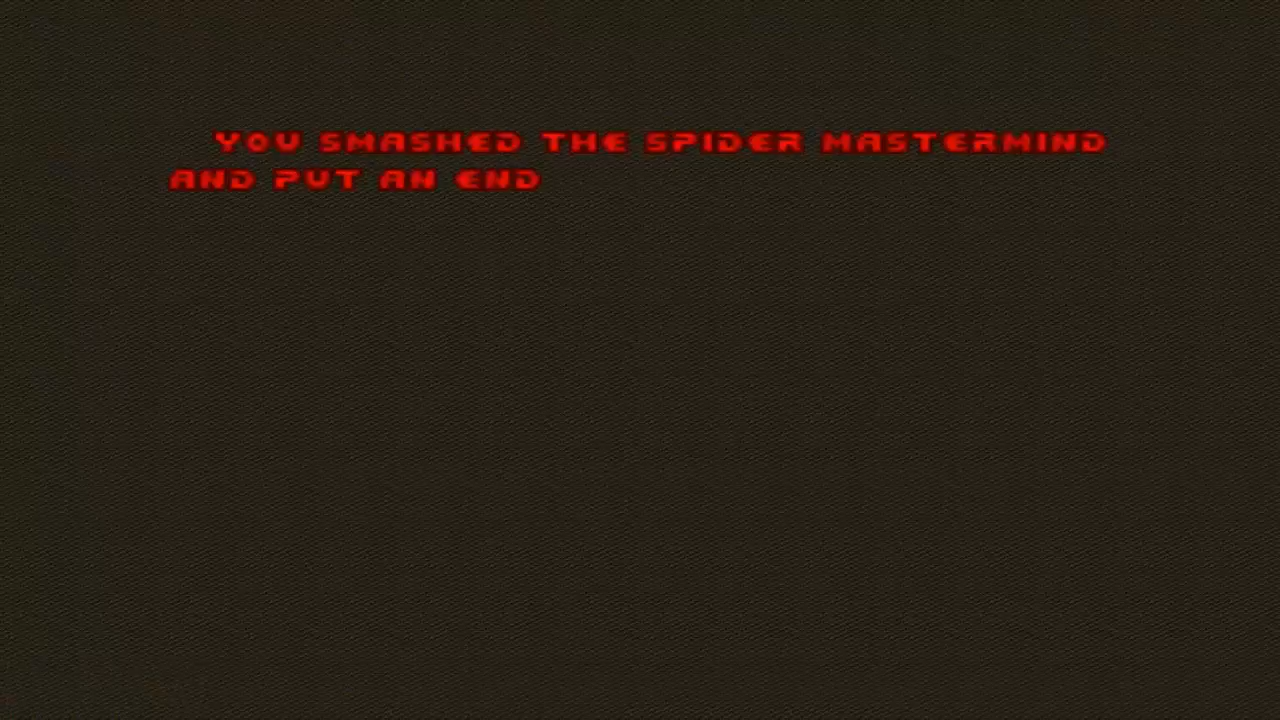 YOU SMASHED THE SPIDER MASTERMIND
AND PUT AN END